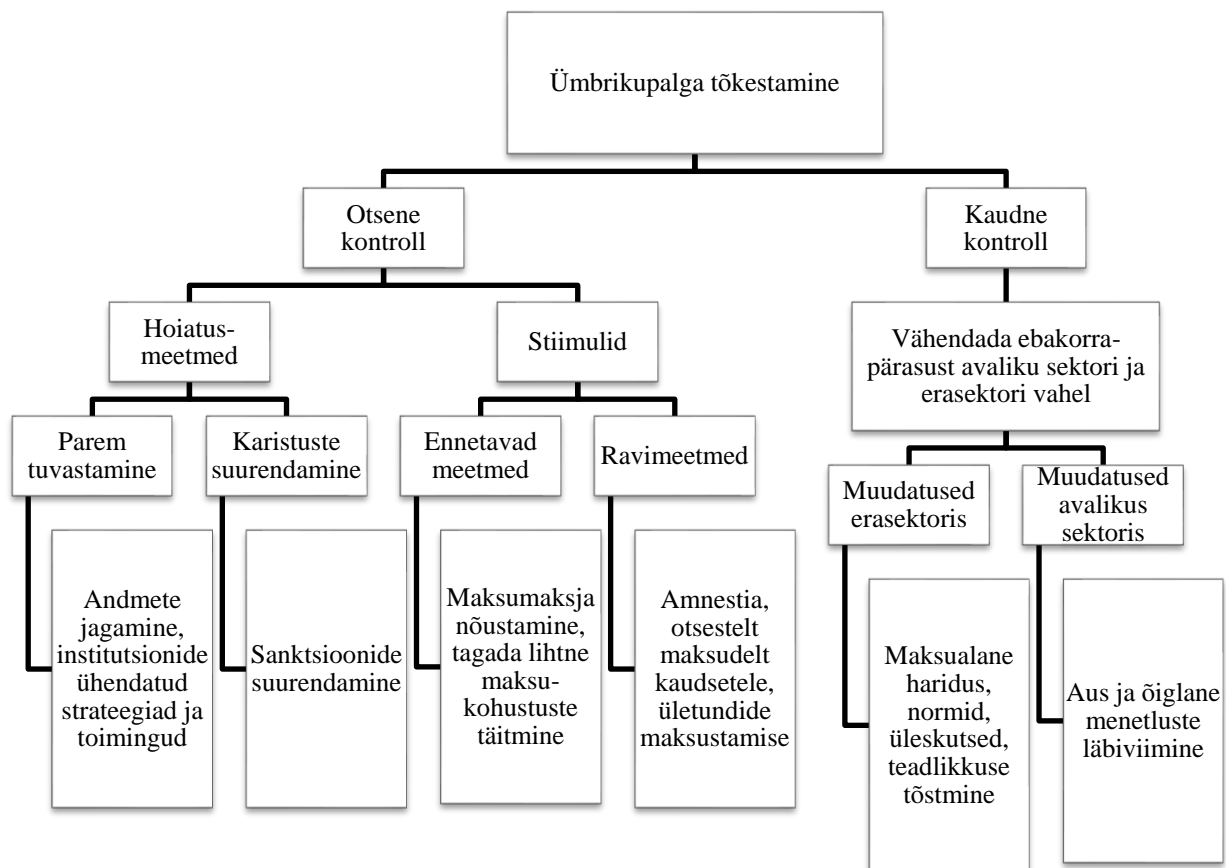 Ümbrikupalga tõkestamine
Otsene
kontroll
Kaudne
kontroll
Hoiatus-
meetmed
Stiimulid
Vähendada ebakorra-
pärasust avaliku sektori ja
erasektori vahel
Parem
tuvastamine
Karistuste
suurendamine
Ennetavad
meetmed
Ravimeetmed
Muudatused
erasektoris
Muudatused
avalikus
sektoris
Andmete
jagamine,
institutsionide
ühendatud
strateegiad ja
toimingud
Sanktsioonide
suurendamine
Maksumaksja
nõustamine,
tagada lihtne
maksu-
kohustuste
täitmine
Amnestia,
otsestelt
maksudelt
kaudsetele,
ületundide
maksustamise
Maksualane
haridus,
normid,
üleskutsed,
teadlikkuse
tõstmine
Aus ja õiglane
menetluste
läbiviimine